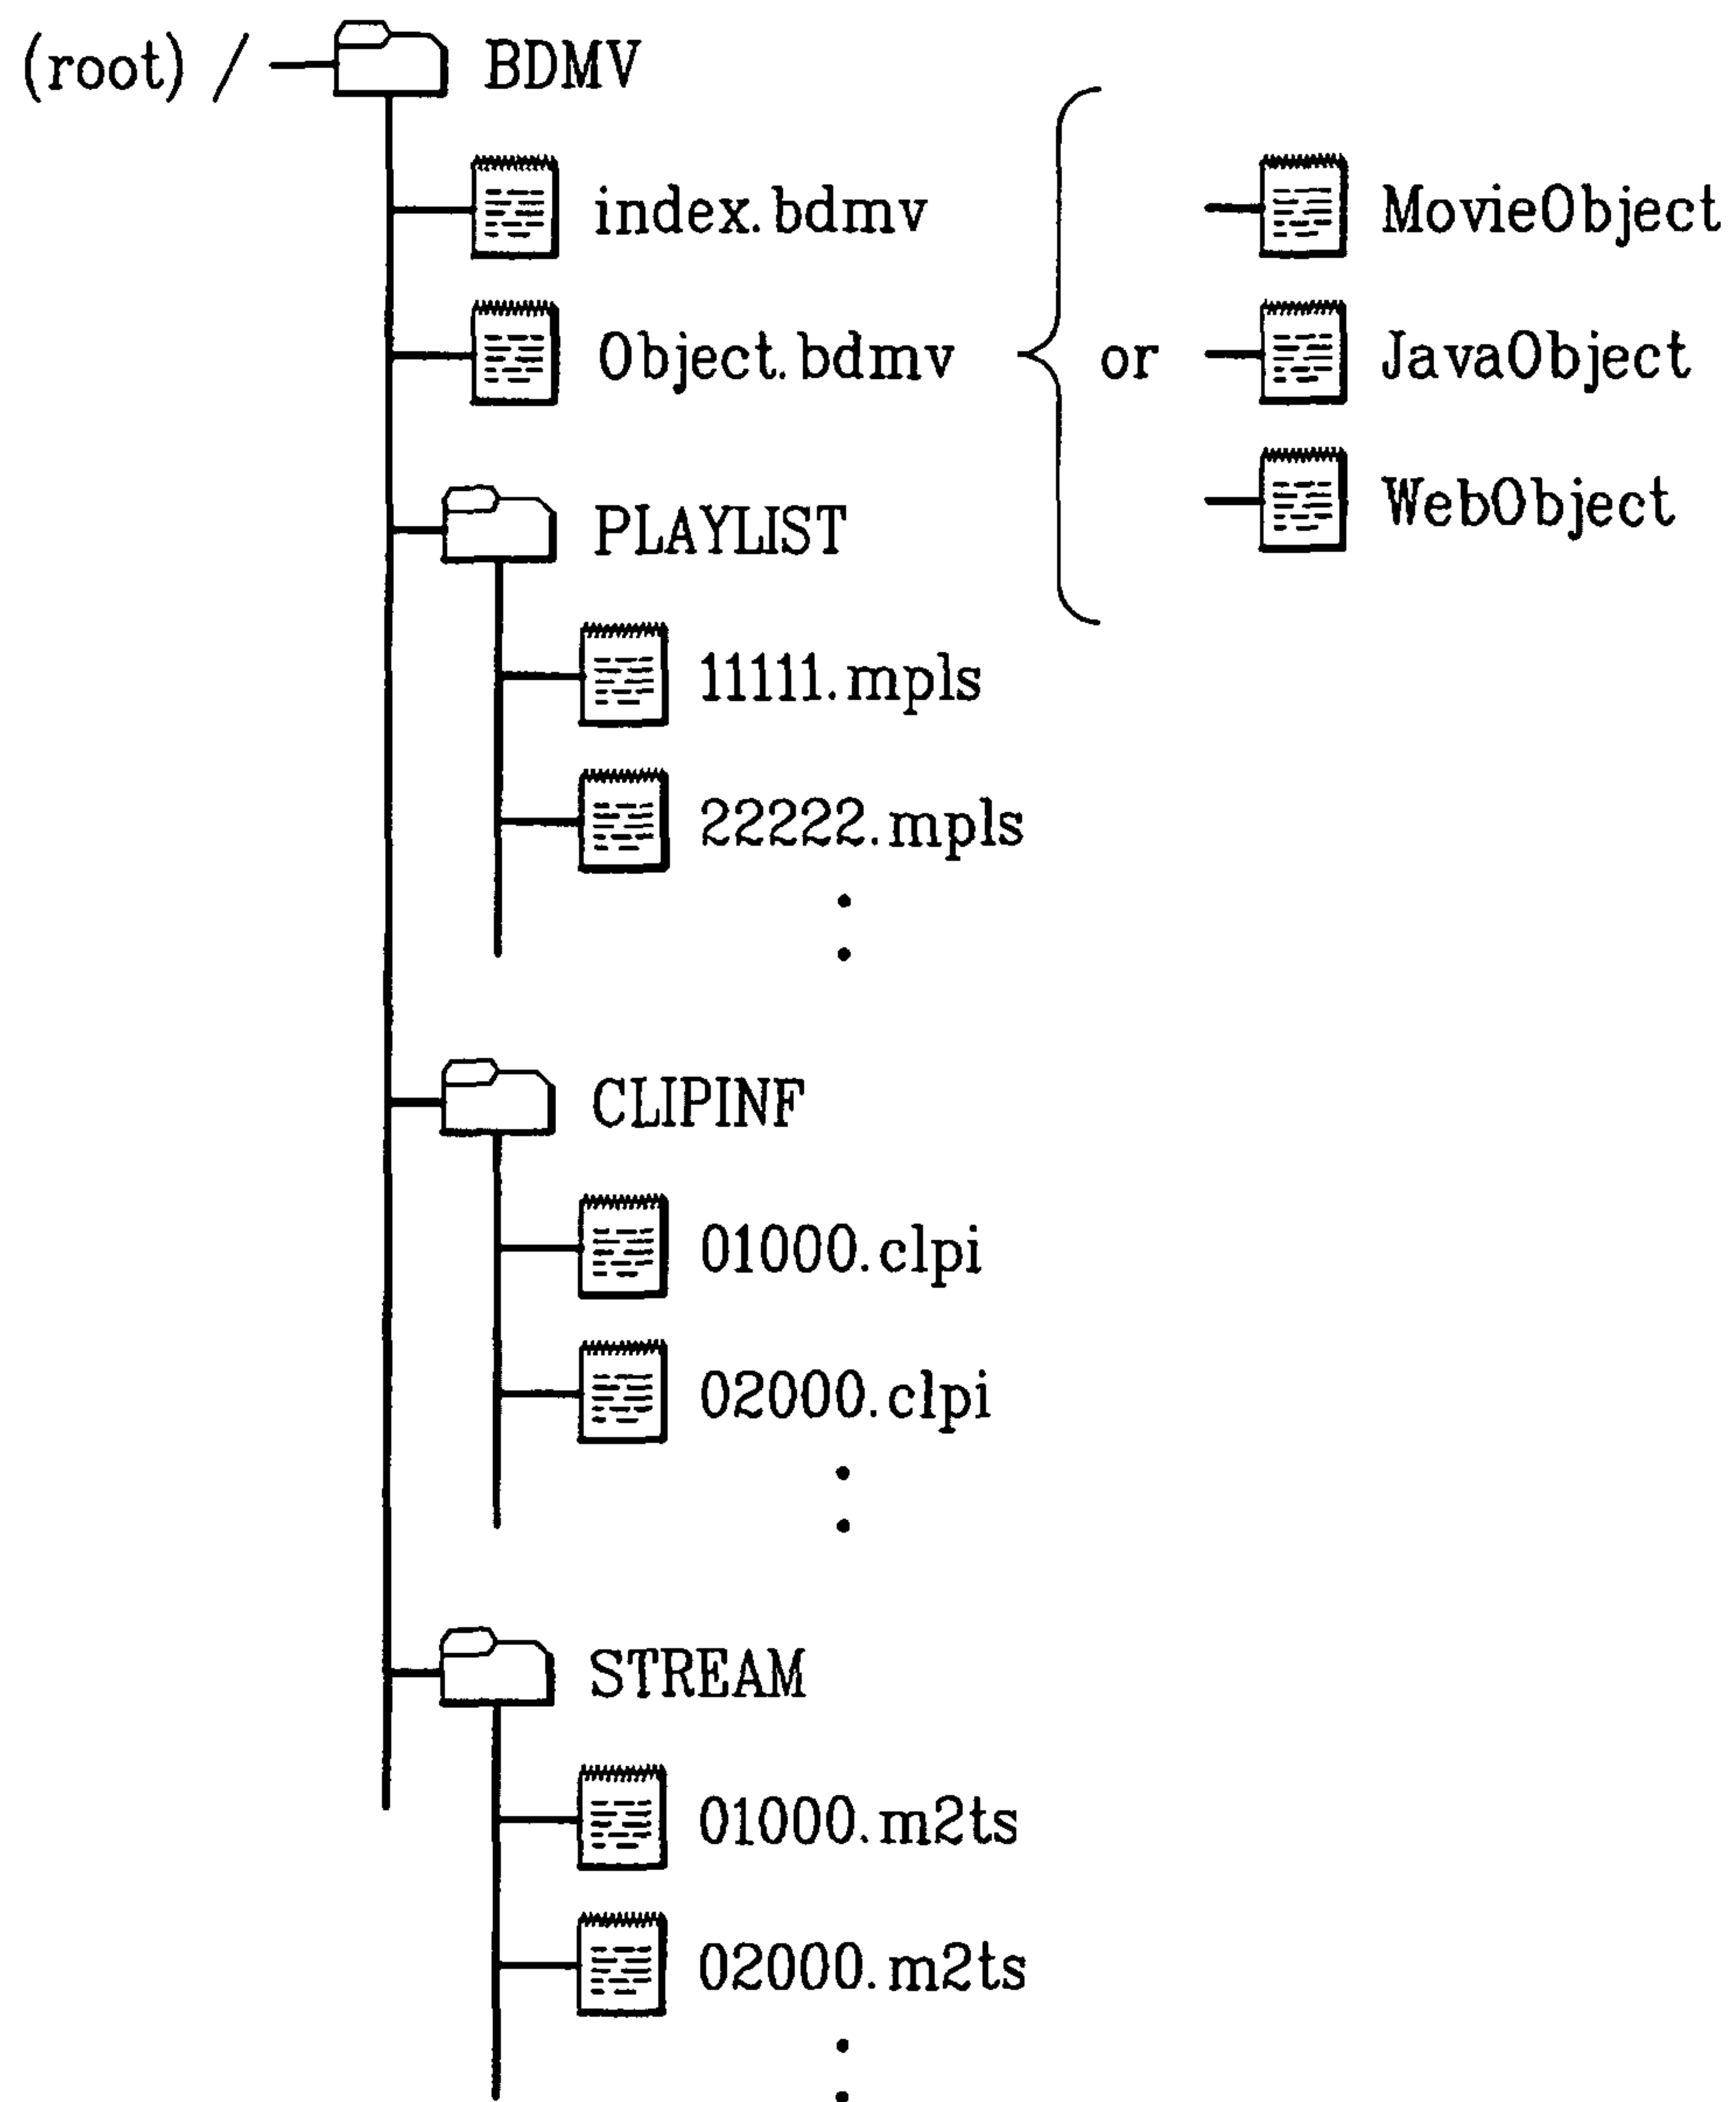 (root) / BDMV
index.bdmv
MovieObject
Object.bdmv
or
JavaObject
WebObject
PLAYLIST
11111.mpls
22222.mpls
CLIPINF
01000.clpi
02000.clpi
STREAM
01000.m2ts
02000.m2ts